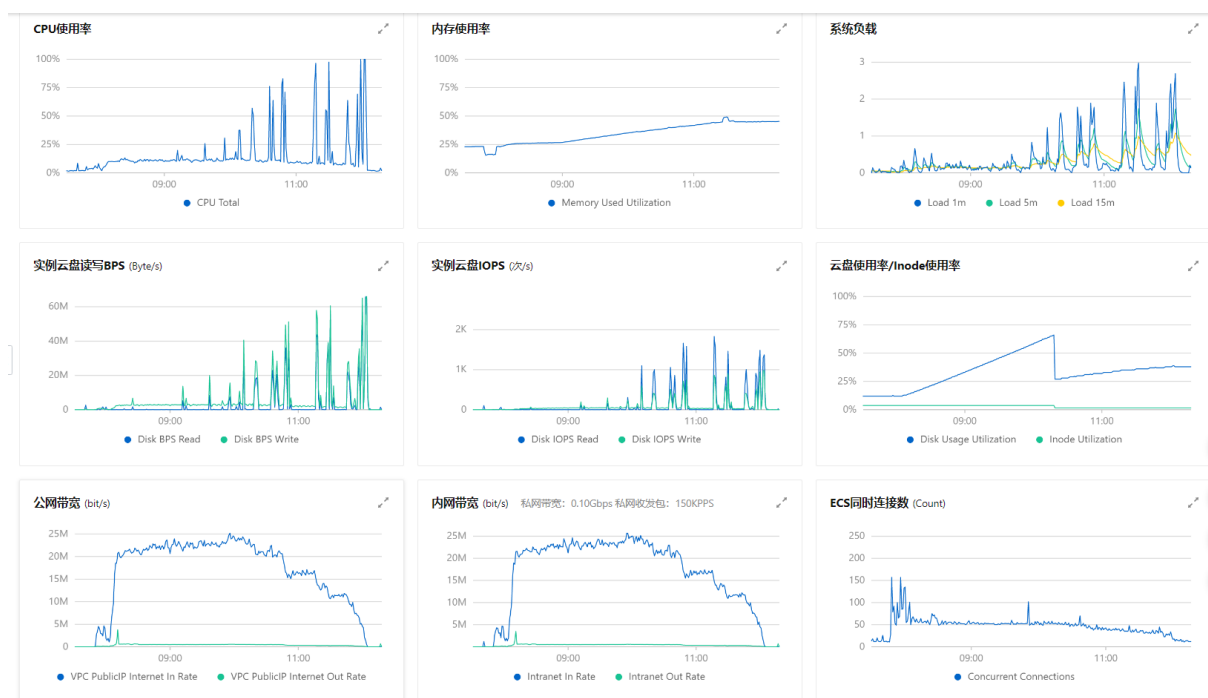 CPU使用率 内存使用率 系统负载
100% 100% 3
75% 75%
50% 50% 2
25% 25% 1
0% 0% 0
09:00 11:00 09:00 11:00 09:00 11:00
CPU Total Memory Used Utilization Load 1m Load 5m Load 15m
实例云盘读写BPS (Byte/s) 实例云盘IOPS (次/s) 云盘使用率/Inode使用率
60M 2K 100%
40M 75%
20M 1K 50%
25%
0 0 0%
09:00 11:00 09:00 11:00 09:00 11:00
Disk BPS Read Disk BPS Write Disk IOPS Read Disk IOPS Write Disk Usage Utilization Inode Utilization
公网带宽 (bit/s) 内网带宽 (bit/s) 私网带宽：0.10Gbps 私网收发包：150KPPS ECS同时连接数 (Count)
25M 25M 250
20M 20M 200
15M 15M 150
10M 10M 100
5M 5M 50
0 0
09:00 11:00 09:00 11:00 09:00 11:00
VPC PublicIP Internet In Rate VPC PublicIP Internet Out Rate Intranet In Rate Intranet Out Rate Concurrent Connections